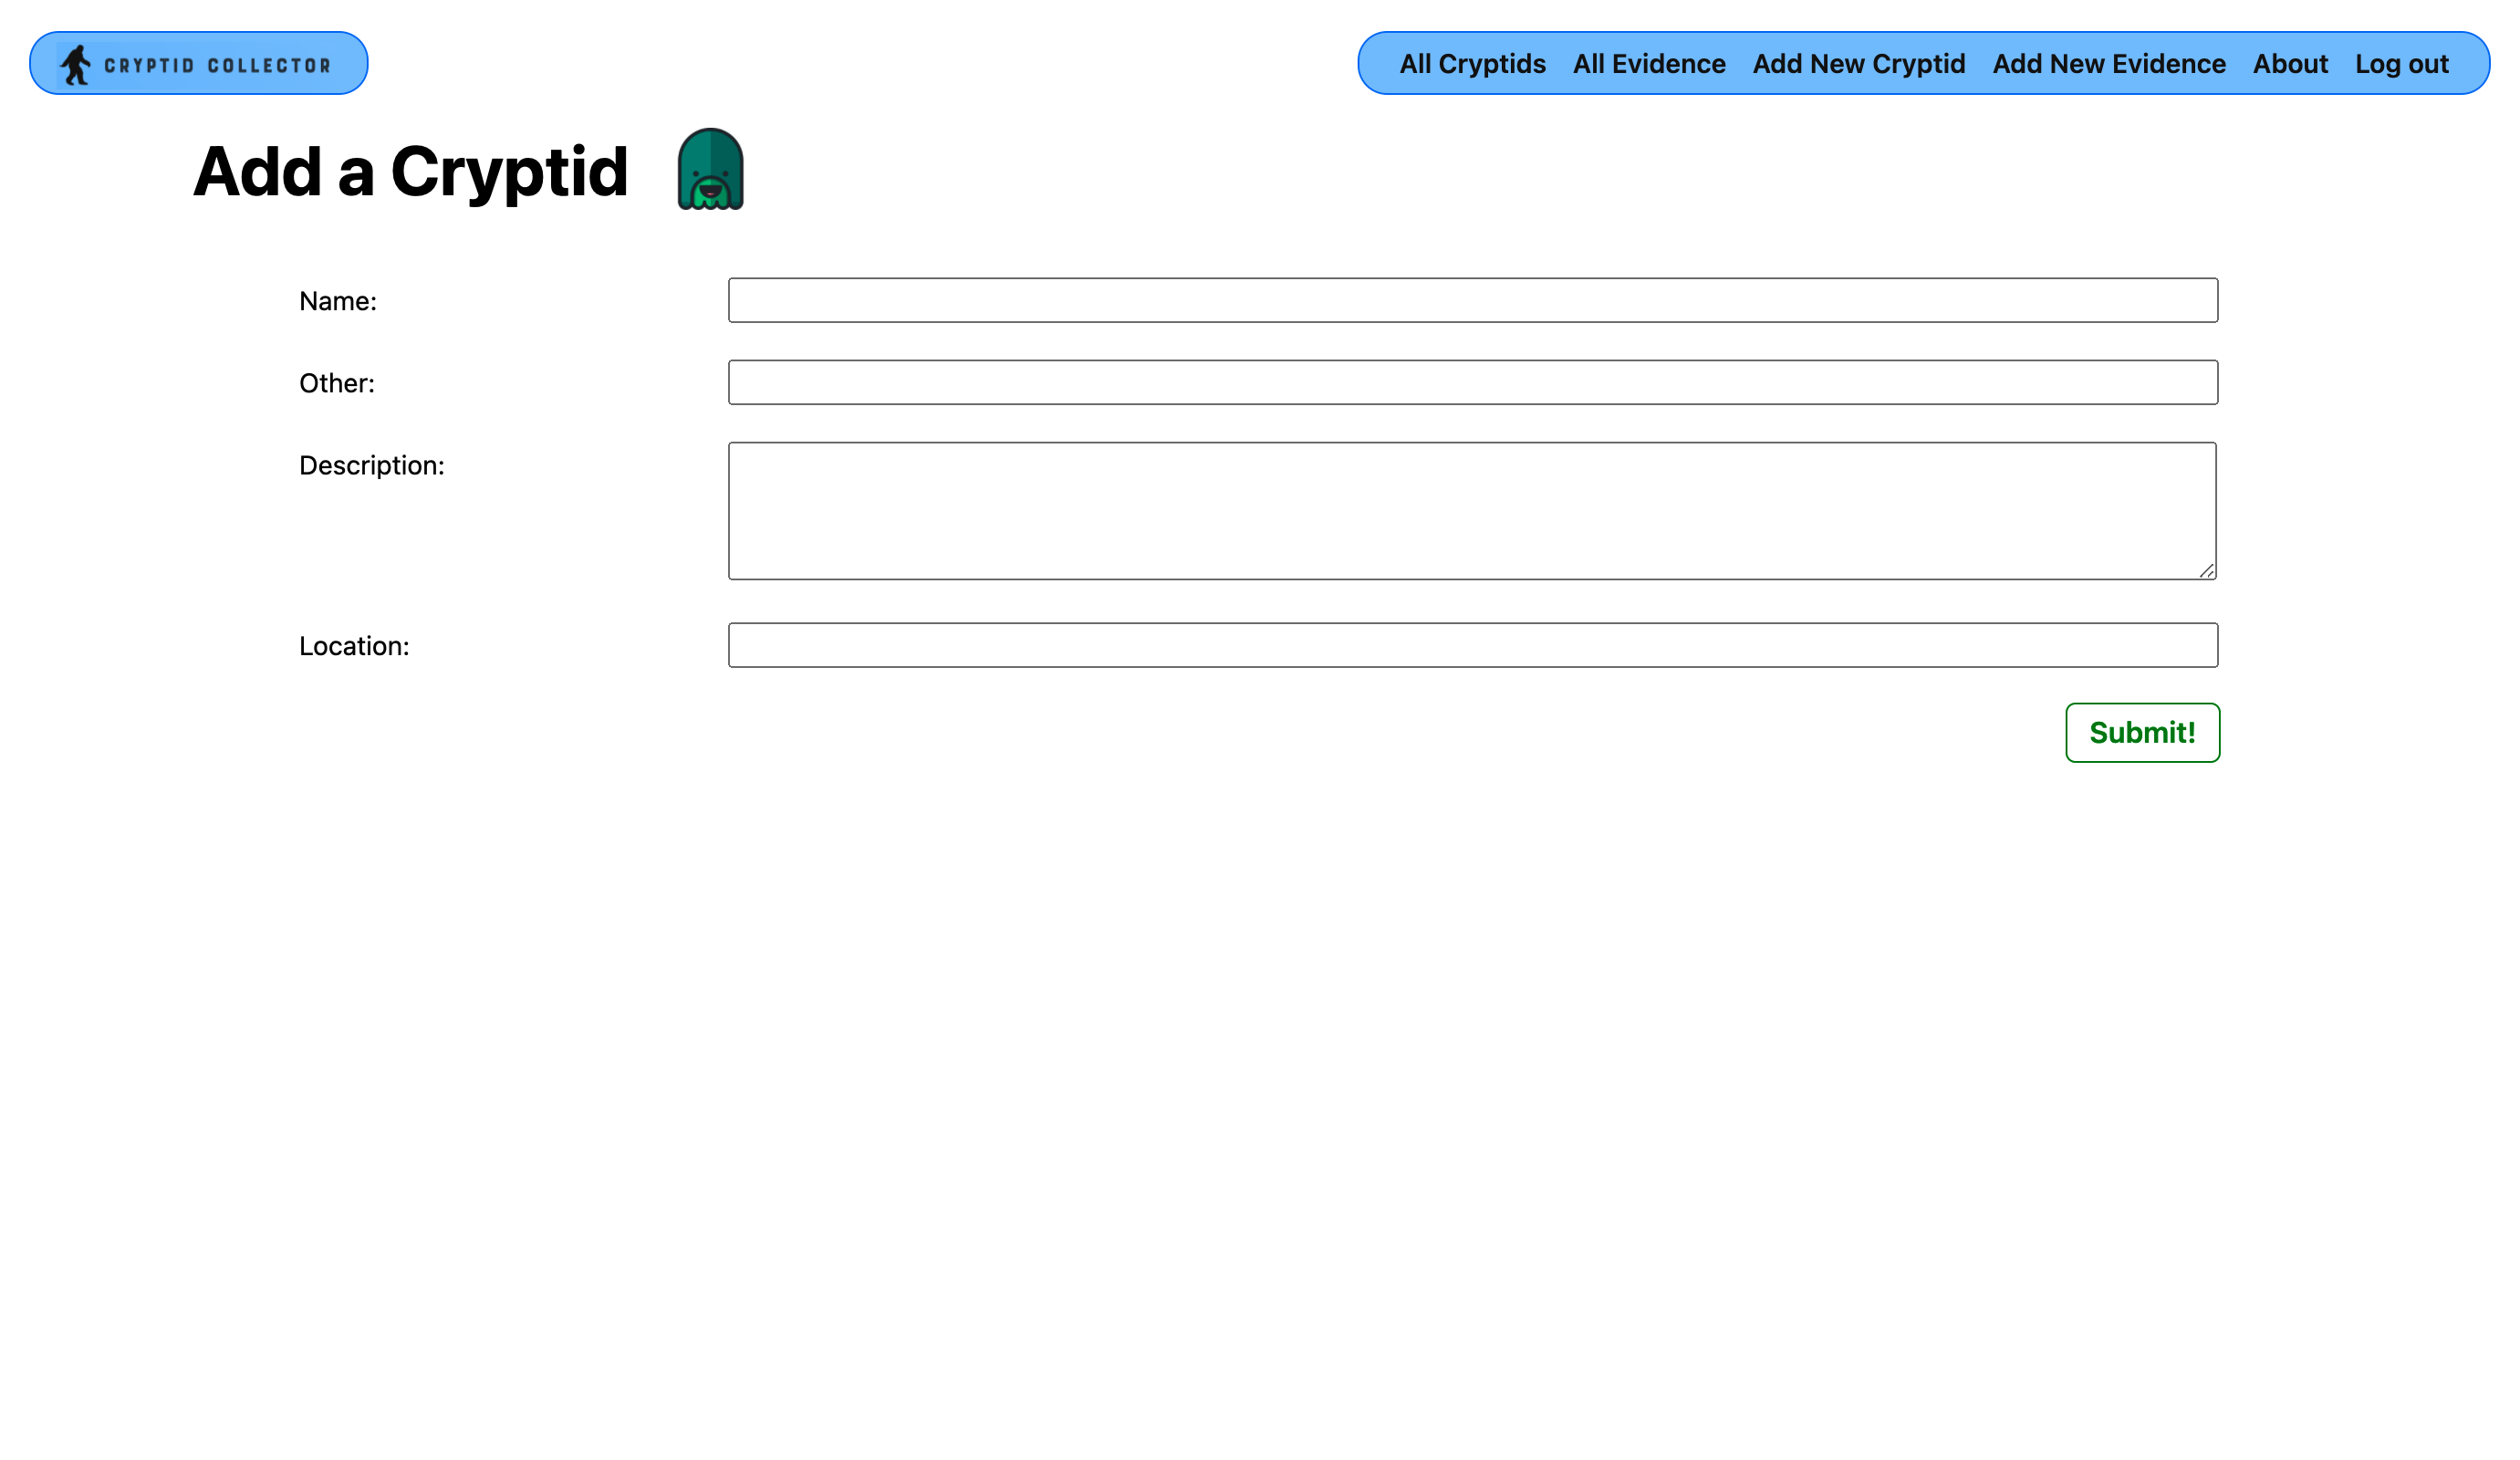 CRYPTID COLLECTOR
All Cryptids All Evidence Add New Cryptid Add New Evidence About Log out
Add a Cryptid
Name:
Other:
Description:
Location:
Submit!